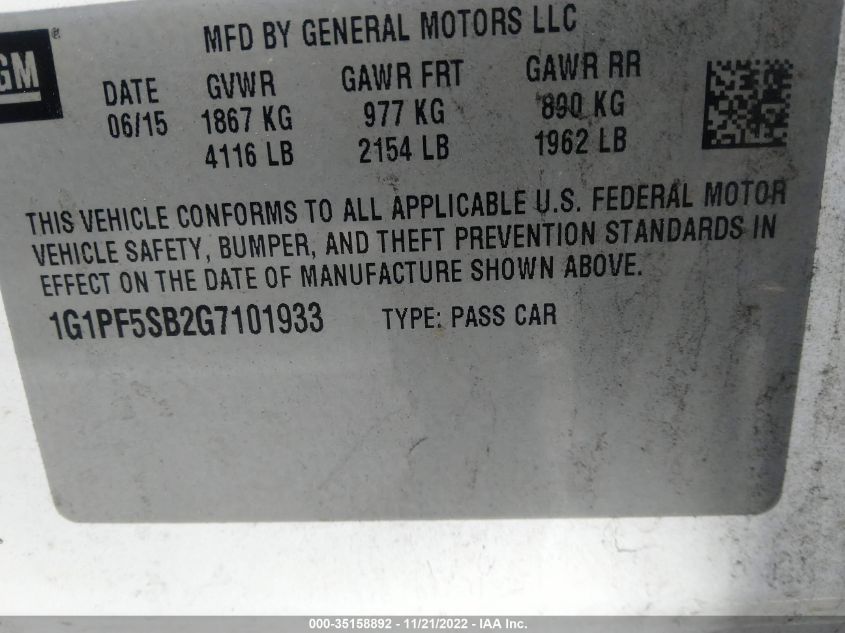 GM ®
MFD BY GENERAL MOTORS LLC
DATE GVWR GAWR FRT GAWR RR
06/15 1867 KG 977 KG 890 KG
4116 LB 2154 LB 1962 LB
THIS VEHICLE CONFORMS TO ALL APPLICABLE U.S. FEDERAL MOTOR
VEHICLE SAFETY, BUMPER, AND THEFT PREVENTION STANDARDS IN
EFFECT ON THE DATE OF MANUFACTURE SHOWN ABOVE.
1G1PF5SB2G7101933 TYPE: PASS CAR
000-35158892 - 11/21/2022 - IAA Inc.